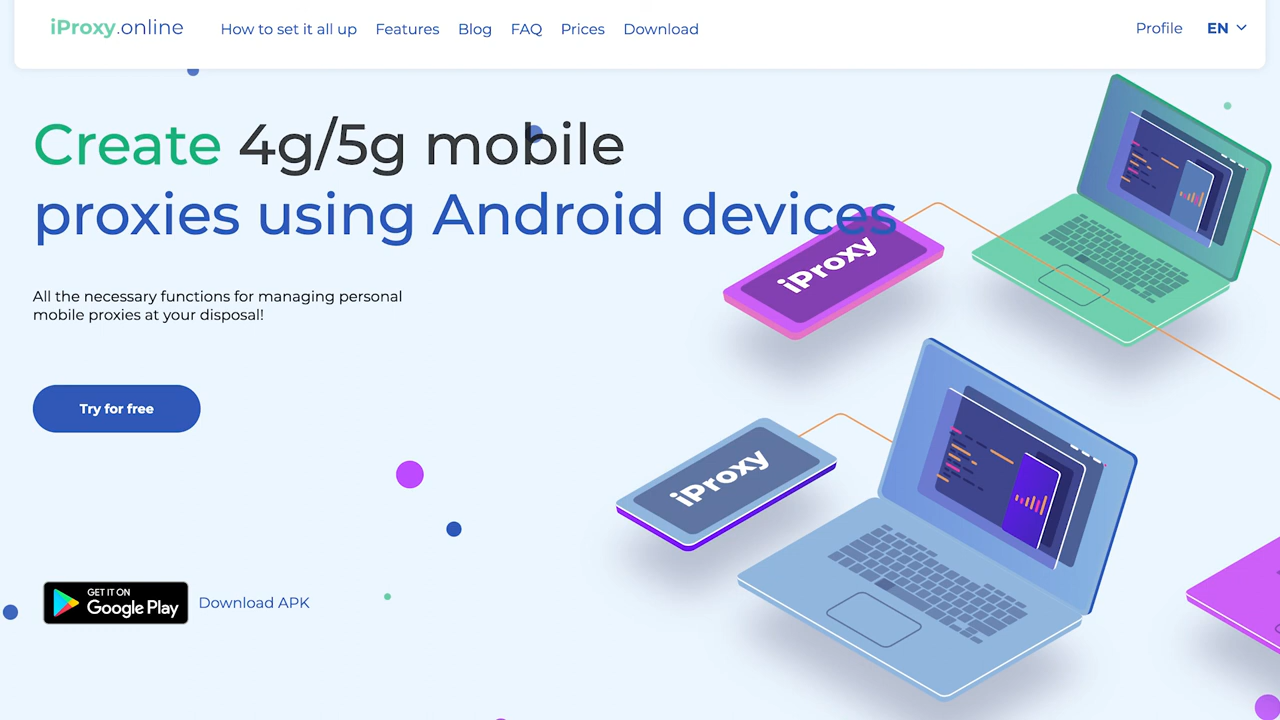 iProxy.online
How to set it all up
Features
Blog
FAQ
Prices
Download
Profile
EN
Create 4g/5g mobile
proxies using Android devices
All the necessary functions for managing personal
mobile proxies at your disposal!
Try for free
iProxy
iProxy
GET IT ON
Google Play
Download APK